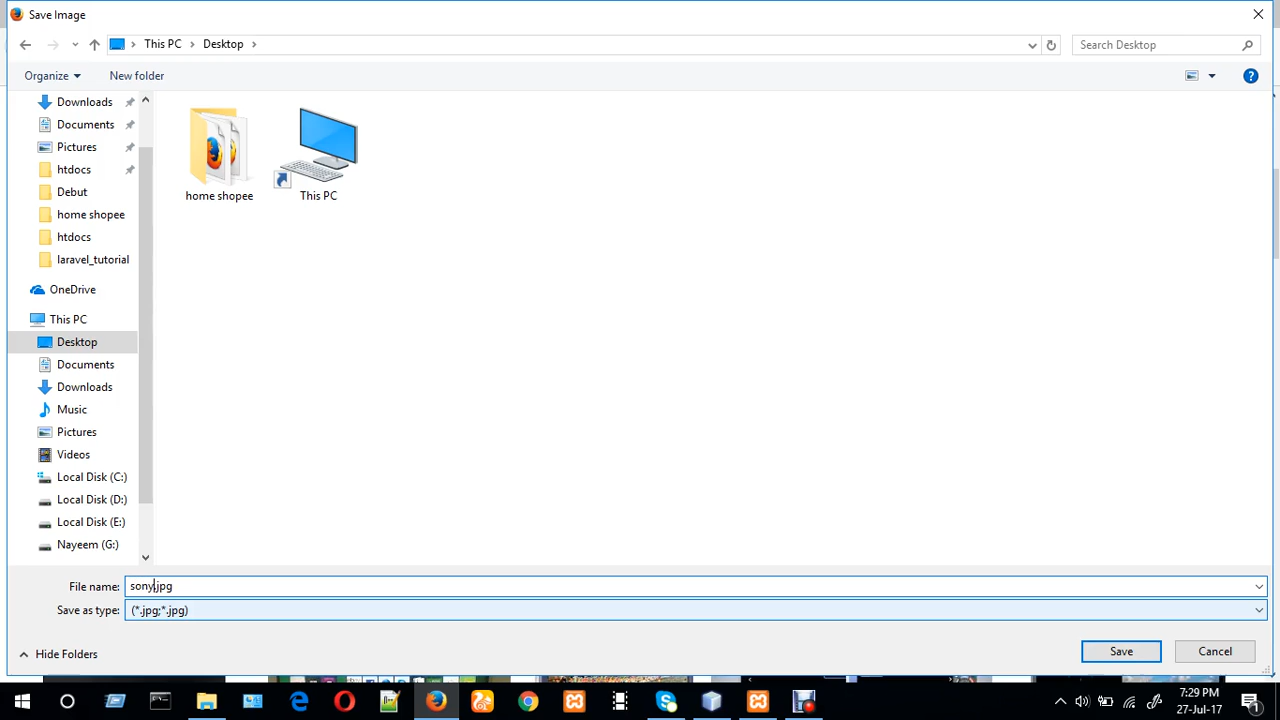 Save Image
This PC
Desktop
Search Desktop
Organize
New folder
Downloads
Documents
Pictures
htdocs
Debut
home shopee
htdocs
laravel_tutorial
OneDrive
This PC
Desktop
Documents
Downloads
Music
Pictures
Videos
Local Disk (C:)
Local Disk (D:)
Local Disk (E:)
Nayeem (G:)
home shopee
This PC
File name:
sony.jpg
Save as type:
(*.jpg;*.jpg)
Hide Folders
Save
Cancel
7:29 PM
27-Jul-17